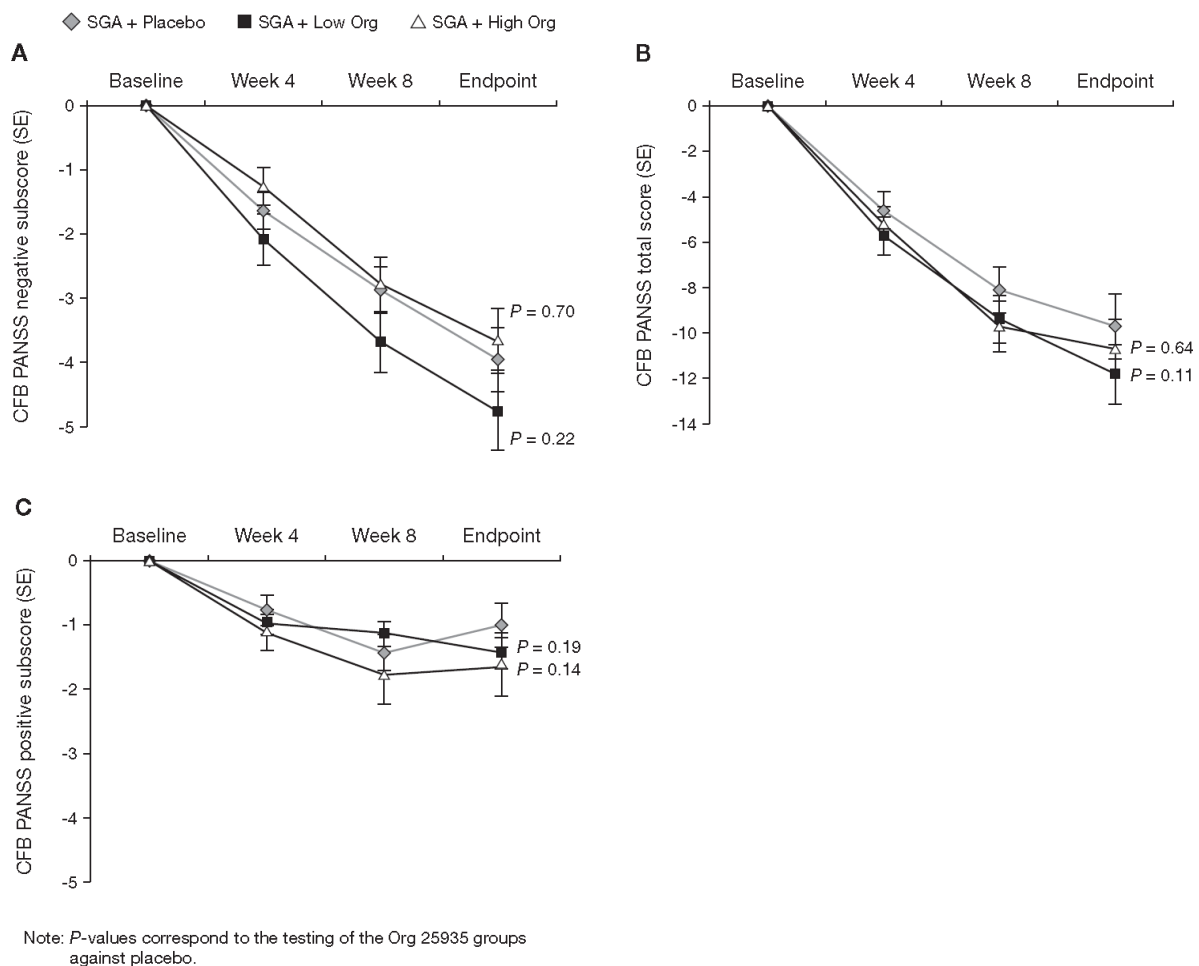 SGA + Placebo SGA + Low Org SGA + High Org
A
Baseline Week 4 Week 8 Endpoint
CFB PANSS negative subscore (SE)
0
-1
-2
-3
-4
-5
P = 0.70
P = 0.22
B
Baseline Week 4 Week 8 Endpoint
CFB PANSS total score (SE)
0
-2
-4
-6
-8
-10
-12
-14
P = 0.64
P = 0.11
C
Baseline Week 4 Week 8 Endpoint
CFB PANSS positive subscore (SE)
0
-1
-2
-3
-4
-5
P = 0.19
P = 0.14
Note: P-values correspond to the testing of the Org 25935 groups
against placebo.